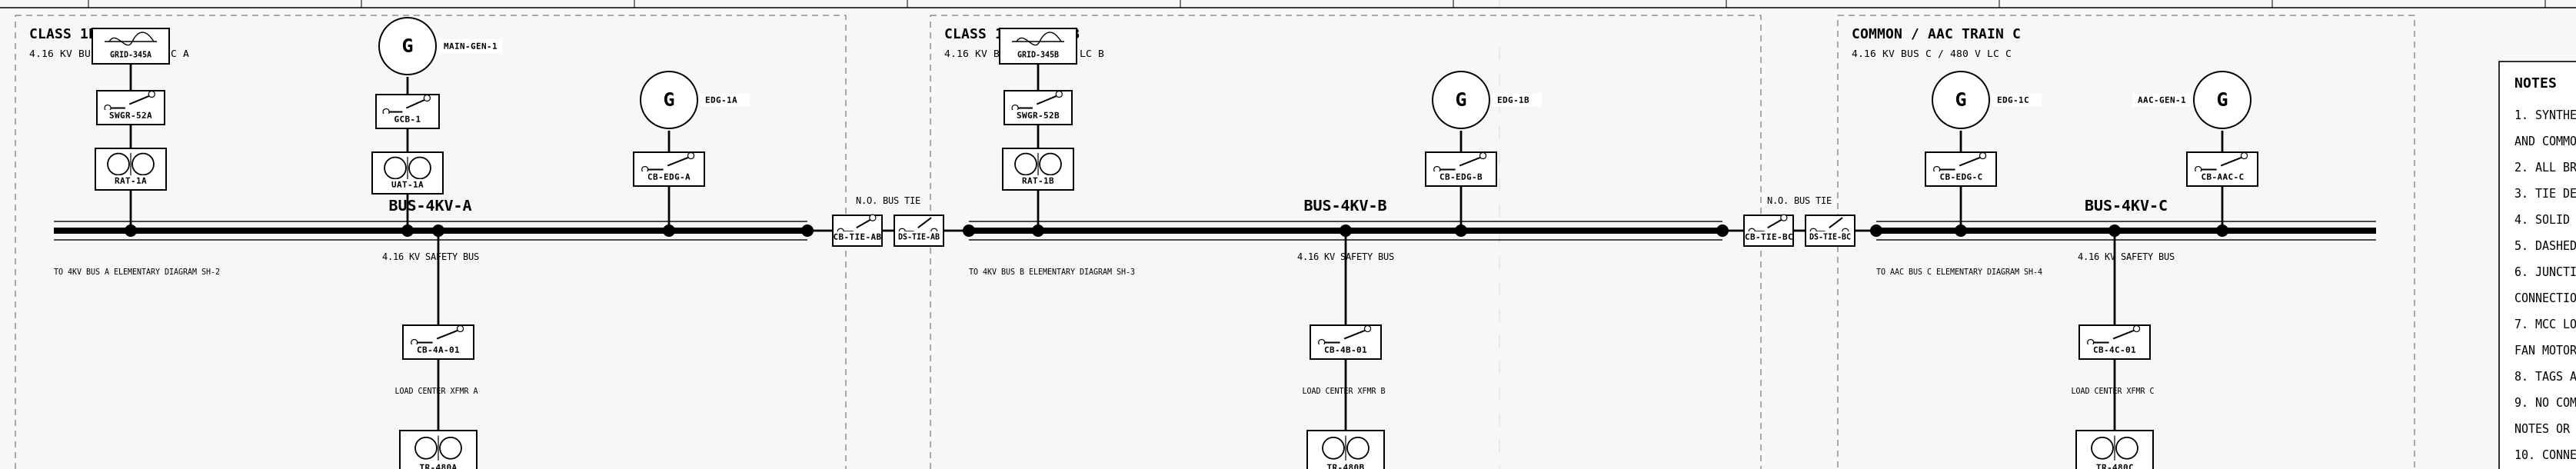 CLASS 1
4.16 KV BU C A
GRID-345A
SWGR-52A
RAT-1A
G
MAIN-GEN-1
GCB-1
UAT-1A
G
EDG-1A
CB-EDG-A
BUS-4KV-A
4.16 KV SAFETY BUS
TO 4KV BUS A ELEMENTARY DIAGRAM SH-2
CB-4A-01
LOAD CENTER XFMR A
TR-480A
N.O. BUS TIE
CB-TIE-AB
DS-TIE-AB
CLASS 1
4.16 KV B LC B
GRID-345B
SWGR-52B
RAT-1B
G
EDG-1B
CB-EDG-B
BUS-4KV-B
4.16 KV SAFETY BUS
TO 4KV BUS B ELEMENTARY DIAGRAM SH-3
CB-4B-01
LOAD CENTER XFMR B
TR-480B
N.O. BUS TIE
CB-TIE-BC
DS-TIE-BC
COMMON / AAC TRAIN C
4.16 KV BUS C / 480 V LC C
G
EDG-1C
CB-EDG-C
AAC-GEN-1
G
CB-AAC-C
BUS-4KV-C
4.16 KV SAFETY BUS
TO AAC BUS C ELEMENTARY DIAGRAM SH-4
CB-4C-01
LOAD CENTER XFMR C
TR-480C
NOTES
1. SYNTHE
AND COMMO
2. ALL BR
3. TIE DE
4. SOLID
5. DASHED
6. JUNCTI
CONNECTIO
7. MCC LO
FAN MOTOR
8. TAGS A
9. NO COM
NOTES OR
10. CONNE